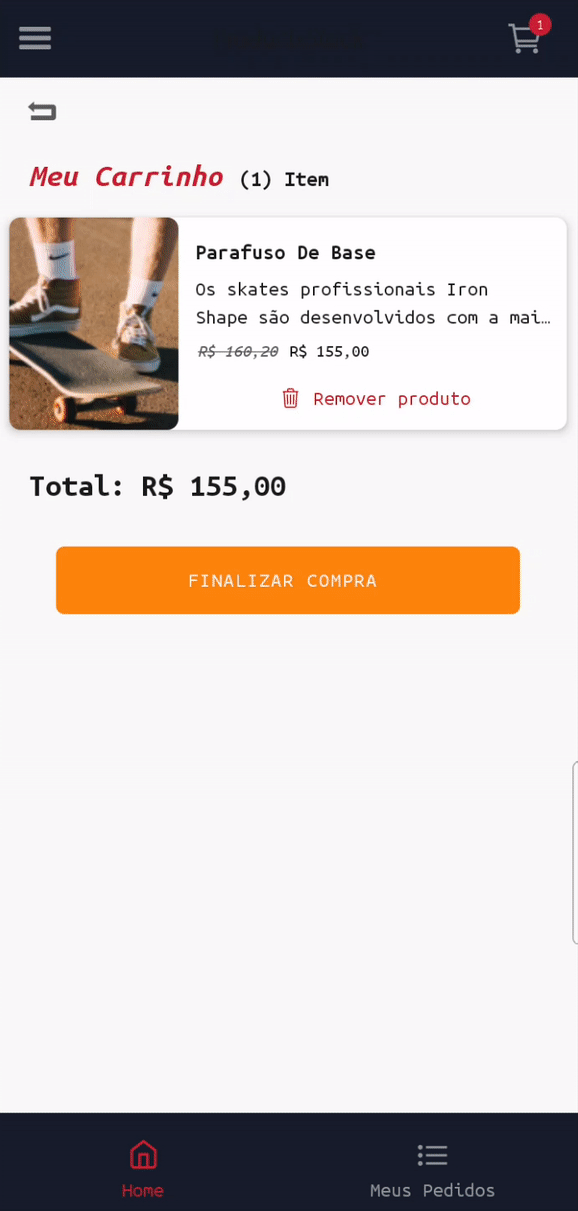 1
Meu Carrinho (1) Item
Parafuso De Base
Os skates profissionais Iron
Shape são desenvolvidos com a mai…
R$ 160,20 R$ 155,00
Remover produto
Total: R$ 155,00
FINALIZAR COMPRA
Home Meus Pedidos